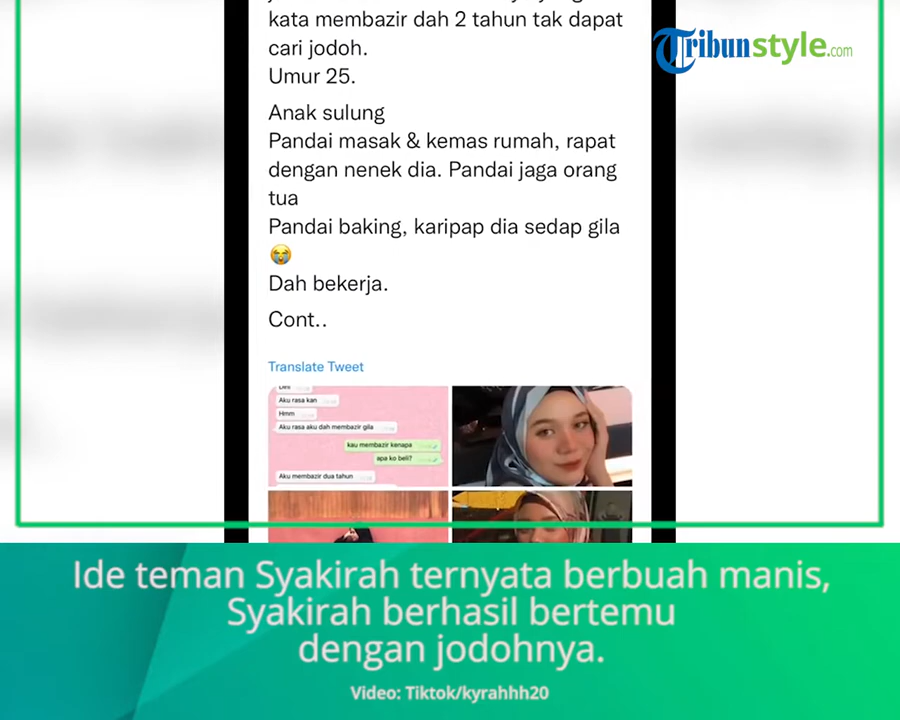 Tribunstyle.com
kata membazir dah 2 tahun tak dapat
cari jodoh.
Umur 25.
Anak sulung
Pandai masak & kemas rumah, rapat
dengan nenek dia. Pandai jaga orang
tua
Pandai baking, karipap dia sedap gila
😭
Dah bekerja.
Cont..
Translate Tweet
Aku rasa kan
Hmm
Aku rasa aku dah membazir gila
kau membazir kenapa
apa ko beli?
Aku membazir dua tahun
Ide teman Syakirah ternyata berbuah manis,
Syakirah berhasil bertemu
dengan jodohnya.
Video: Tiktok/kyrahhh20